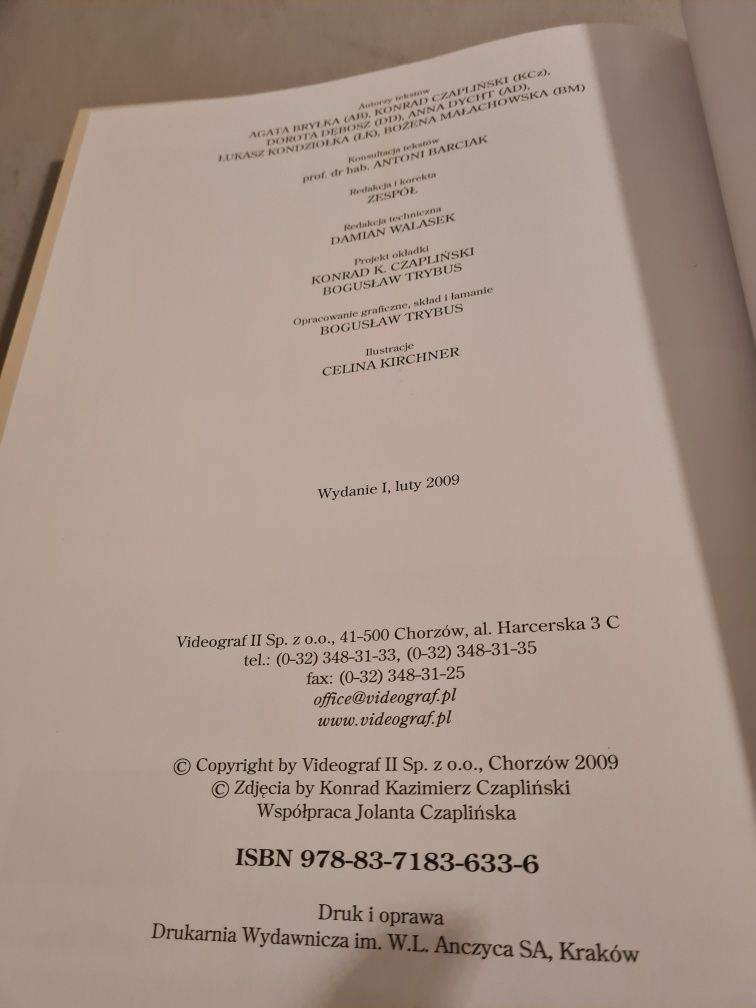 Autorzy tekstów
AGATA BRYŁKA (AB), KONRAD CZAPLIŃSKI (KCz),
DOROTA DĘBOSZ (DD), ANNA DYCHT (AD),
ŁUKASZ KONDZIOŁKA (ŁK), BOŻENA MAŁACHOWSKA (BM)
Konsultacja tekstów
prof. dr hab. ANTONI BARCIAK
Redakcja i korekta
ZESPÓŁ
Redakcja techniczna
DAMIAN WALASEK
Projekt okładki
KONRAD K. CZAPLIŃSKI
BOGUSŁAW TRYBUS
Opracowanie graficzne, skład i łamanie
BOGUSŁAW TRYBUS
Ilustracje
CELINA KIRCHNER
Wydanie I, luty 2009
Videograf II Sp. z o.o., 41-500 Chorzów, al. Harcerska 3 C
tel.: (0-32) 348-31-33, (0-32) 348-31-35
fax: (0-32) 348-31-25
office@videograf.pl
www.videograf.pl
© Copyright by Videograf II Sp. z o.o., Chorzów 2009
© Zdjęcia by Konrad Kazimierz Czapliński
Współpraca Jolanta Czaplińska
ISBN 978-83-7183-633-6
Druk i oprawa
Drukarnia Wydawnicza im. W.L. Anczyca SA, Kraków